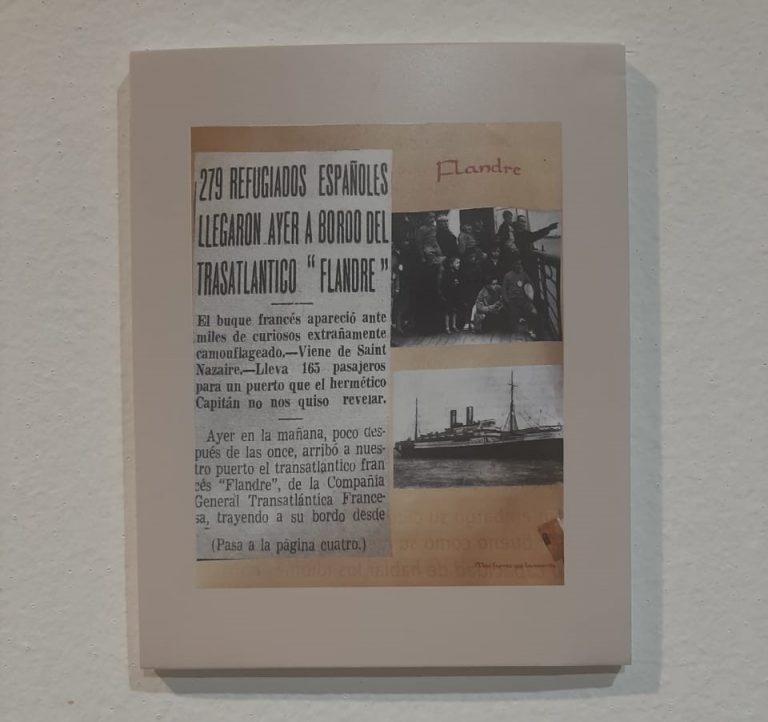 279 REFUGIADOS ESPAÑOLES
LLEGARON AYER A BORDO DEL
TRASATLANTICO "FLANDRE"
El buque francés apareció ante
miles de curiosos extrañamente
camouflageado.—Viene de Saint
Nazaire.—Lleva 165 pasajeros
para un puerto que el hermético
Capitán no nos quiso revelar.
Ayer en la mañana, poco des-
pués de las once, arribó a nues-
tro puerto el transatlántico fran
cés "Flandre", de la Compañía
General Transatlántica France-
sa, trayendo a su bordo desde
(Pasa a la página cuatro.)
Flandre